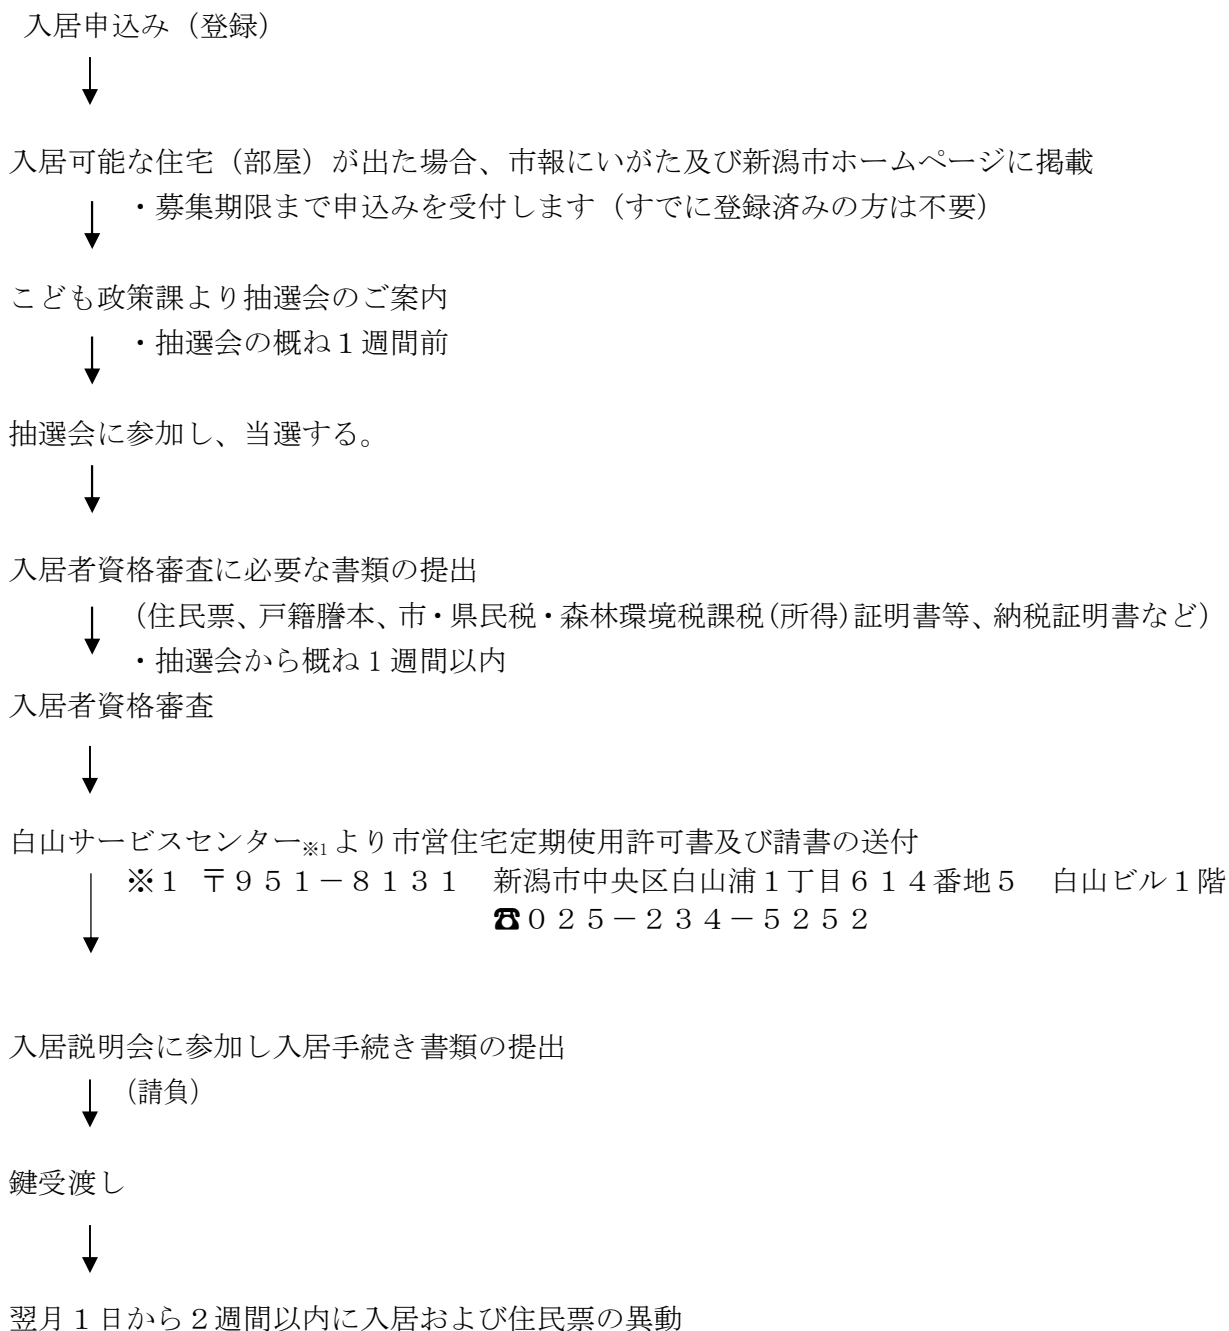 入居申込み（登録）
入居可能な住宅（部屋）が出た場合、市報にいがた及び新潟市ホームページに掲載
・募集期限まで申込みを受付します（すでに登録済みの方は不要）
こども政策課より抽選会のご案内
・抽選会の概ね１週間前
抽選会に参加し、当選する。
入居者資格審査に必要な書類の提出
（住民票、戸籍謄本、市・県民税・森林環境税課税（所得）証明書等、納税証明書など）
・抽選会から概ね１週間以内
入居者資格審査
白山サービスセンター※1より市営住宅定期使用許可書及び請書の送付
※１　〒９５１－８１３１　新潟市中央区白山浦１丁目６１４番地５　白山ビル１階
☎０２５－２３４－５２５２
入居説明会に参加し入居手続き書類の提出
（請負）
鍵受渡し
翌月１日から２週間以内に入居および住民票の異動